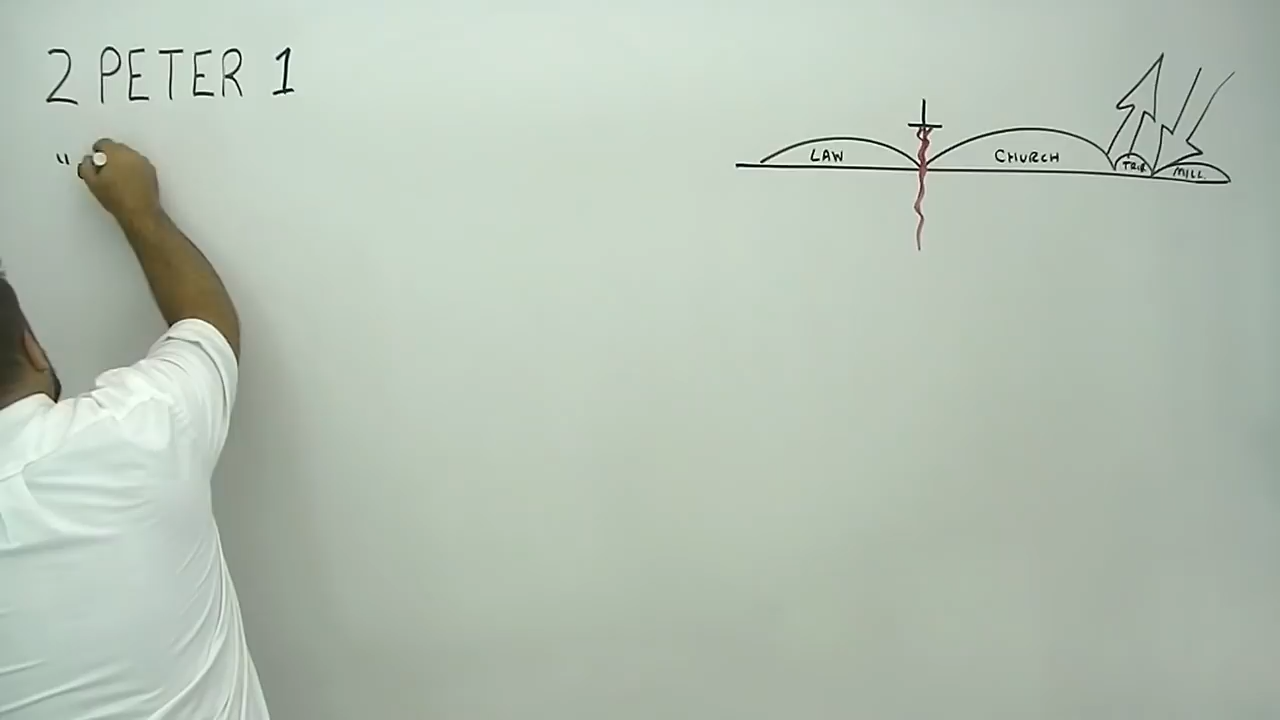 2 PETER 1
"
LAW
CHURCH
TRIB
MILL.